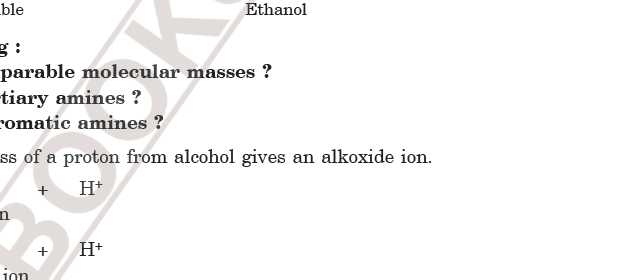 ble Ethanol
g :
parable molecular masses ?
tiary amines ?
romatic amines ?
ss of a proton from alcohol gives an alkoxide ion.
+ H⁺
n
+ H⁺
ion
BOOK